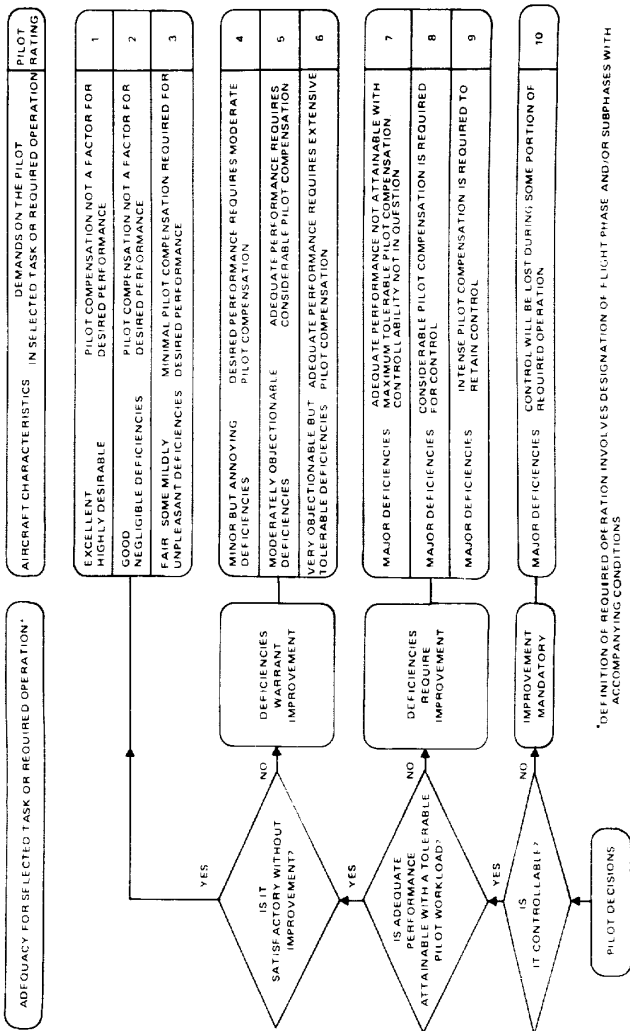 ADEQUACY FOR SELECTED TASK OR REQUIRED OPERATION*
AIRCRAFT CHARACTERISTICS
DEMANDS ON THE PILOT
IN SELECTED TASK OR REQUIRED OPERATION
PILOT
RATING
EXCELLENT
HIGHLY DESIRABLE
PILOT COMPENSATION NOT A FACTOR FOR
DESIRED PERFORMANCE
1
GOOD
NEGLIGIBLE DEFICIENCIES
PILOT COMPENSATION NOT A FACTOR FOR
DESIRED PERFORMANCE
2
FAIR SOME MILDLY
UNPLEASANT DEFICIENCIES
MINIMAL PILOT COMPENSATION REQUIRED FOR
DESIRED PERFORMANCE
3
YES
IS IT
SATISFACTORY WITHOUT
IMPROVEMENT?
NO
DEFICIENCIES
WARRANT
IMPROVEMENT
MINOR BUT ANNOYING
DEFICIENCIES
DESIRED PERFORMANCE REQUIRES MODERATE
PILOT COMPENSATION
4
MODERATELY OBJECTIONABLE
DEFICIENCIES
ADEQUATE PERFORMANCE REQUIRES
CONSIDERABLE PILOT COMPENSATION
5
VERY OBJECTIONABLE BUT
TOLERABLE DEFICIENCIES
ADEQUATE PERFORMANCE REQUIRES EXTENSIVE
PILOT COMPENSATION
6
YES
IS ADEQUATE
PERFORMANCE
ATTAINABLE WITH A TOLERABLE
PILOT WORKLOAD?
NO
DEFICIENCIES
REQUIRE
IMPROVEMENT
MAJOR DEFICIENCIES
ADEQUATE PERFORMANCE NOT ATTAINABLE WITH
MAXIMUM TOLERABLE PILOT COMPENSATION
CONTROLLABILITY NOT IN QUESTION
7
MAJOR DEFICIENCIES
CONSIDERABLE PILOT COMPENSATION IS REQUIRED
FOR CONTROL
8
MAJOR DEFICIENCIES
INTENSE PILOT COMPENSATION IS REQUIRED TO
RETAIN CONTROL
9
YES
IS
IT CONTROLLABLE?
NO
IMPROVEMENT
MANDATORY
MAJOR DEFICIENCIES
CONTROL WILL BE LOST DURING SOME PORTION OF
REQUIRED OPERATION
10
PILOT DECISIONS
*DEFINITION OF REQUIRED OPERATION INVOLVES DESIGNATION OF FLIGHT PHASE AND/OR SUBPHASES WITH
ACCOMPANYING CONDITIONS